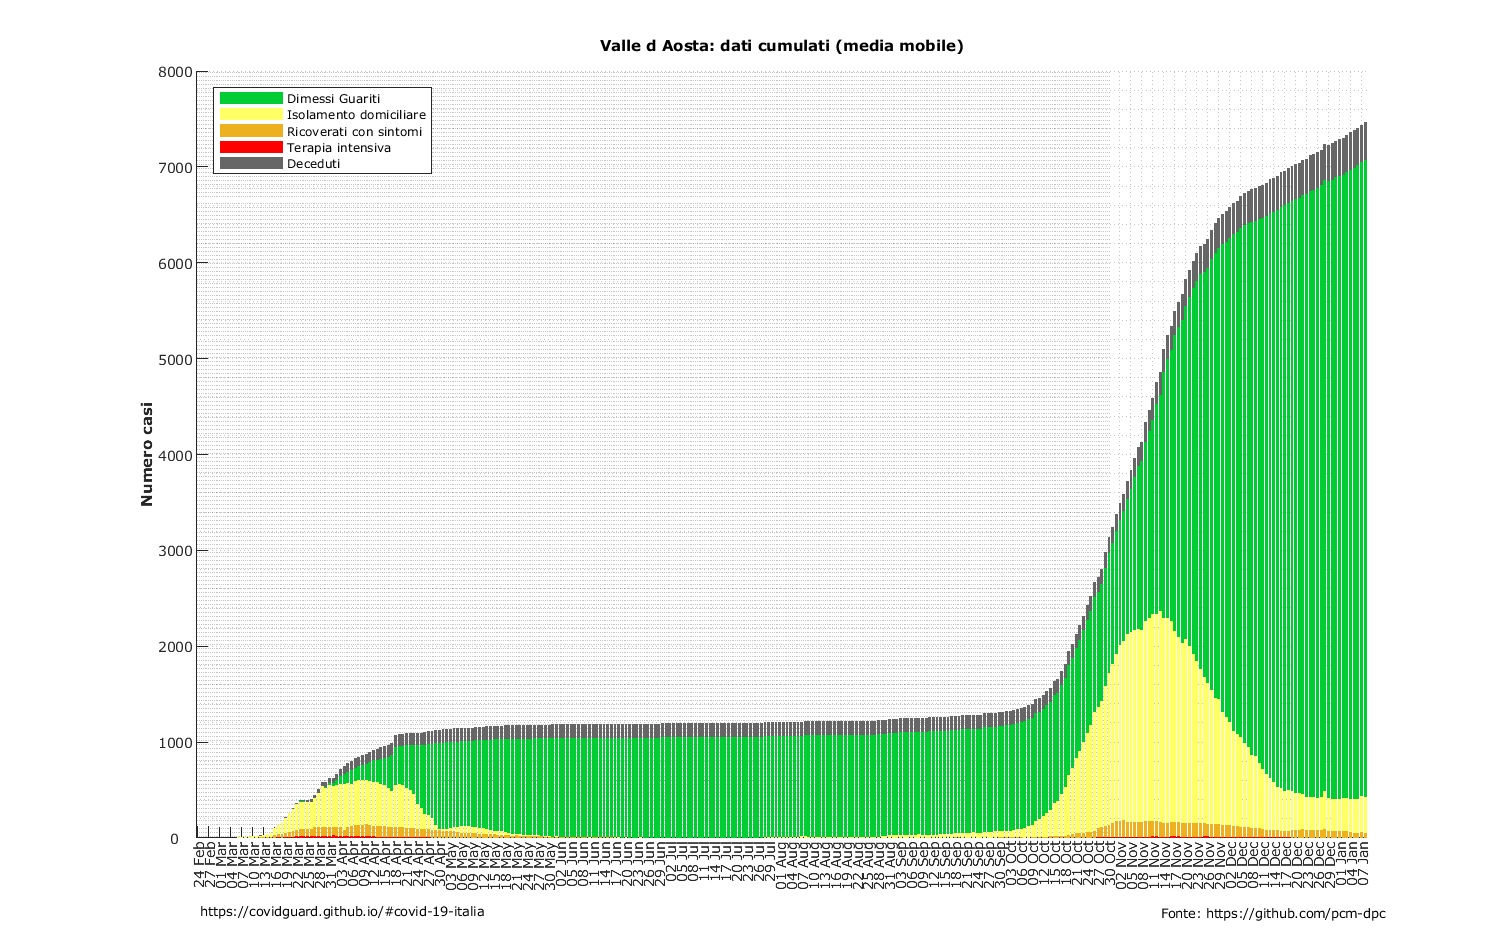 Valle d Aosta: dati cumulati (media mobile)
8000
7000
6000
5000
4000
3000
2000
1000
0
Numero casi
Dimessi Guariti
Isolamento domiciliare
Ricoverati con sintomi
Terapia intensiva
Deceduti
24 Feb
27 Feb
01 Mar
04 Mar
07 Mar
10 Mar
13 Mar
16 Mar
19 Mar
22 Mar
25 Mar
28 Mar
31 Mar
03 Apr
06 Apr
09 Apr
12 Apr
15 Apr
18 Apr
21 Apr
24 Apr
27 Apr
30 Apr
03 May
06 May
09 May
12 May
15 May
18 May
21 May
24 May
27 May
30 May
02 Jun
05 Jun
08 Jun
11 Jun
14 Jun
17 Jun
20 Jun
23 Jun
26 Jun
29 Jun
02 Jul
05 Jul
08 Jul
11 Jul
14 Jul
17 Jul
20 Jul
23 Jul
26 Jul
29 Jul
01 Aug
04 Aug
07 Aug
10 Aug
13 Aug
16 Aug
19 Aug
22 Aug
25 Aug
28 Aug
31 Aug
03 Sep
06 Sep
09 Sep
12 Sep
15 Sep
18 Sep
21 Sep
24 Sep
27 Sep
30 Sep
03 Oct
06 Oct
09 Oct
12 Oct
15 Oct
18 Oct
21 Oct
24 Oct
27 Oct
30 Oct
02 Nov
05 Nov
08 Nov
11 Nov
14 Nov
17 Nov
20 Nov
23 Nov
26 Nov
29 Nov
02 Dec
05 Dec
08 Dec
11 Dec
14 Dec
17 Dec
20 Dec
23 Dec
26 Dec
29 Dec
01 Jan
04 Jan
07 Jan
https://covidguard.github.io/#covid-19-italia
Fonte: https://github.com/pcm-dpc